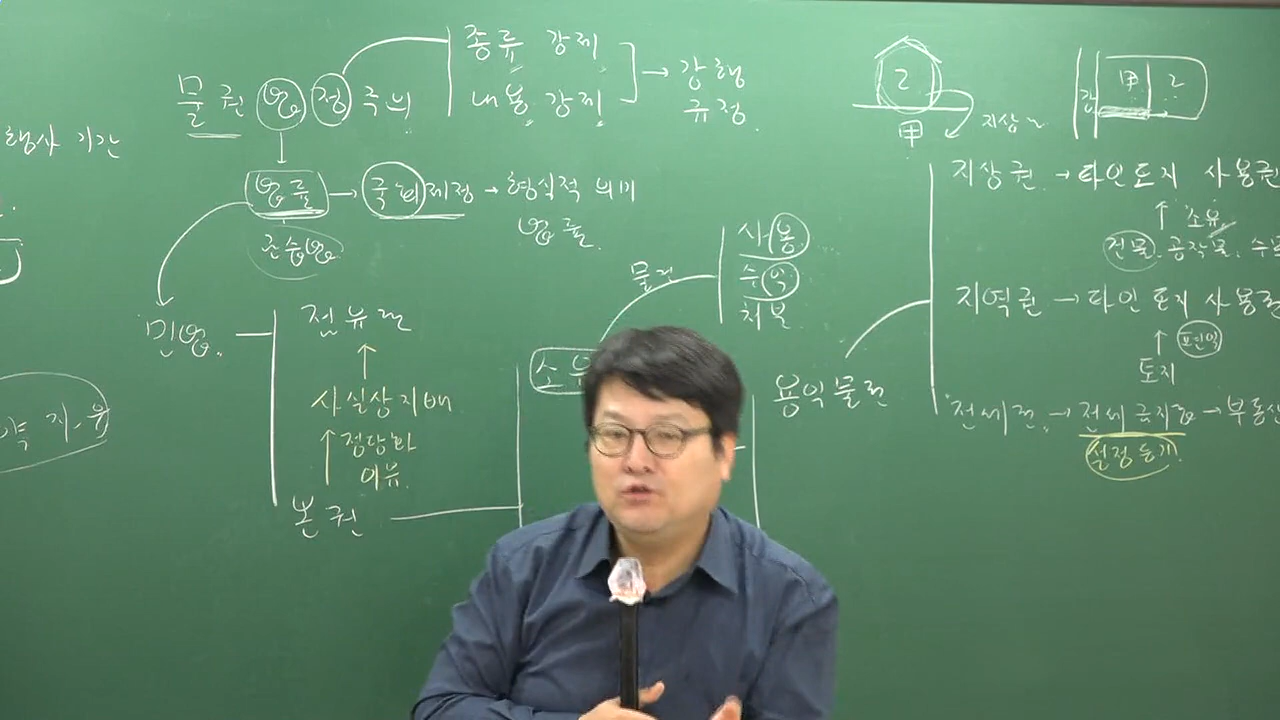 종류 강제
물권 법 정 주의
내용 강제
강행
규정
행사 기간
법률 → 국회제정 → 형식적 의미
법률
관습법
민법
점유권
사실상 지배
정당한
이유
본권
물권
사용
수익
처분
소유
용익물권
乙
甲
지상권
甲 乙
지상권 → 타인토지 사용권
소유
건물, 공작물, 수목
지역권 → 타인 토지 사용권
편익
토지
전세권 → 전세금지급 → 부동산
설정등기